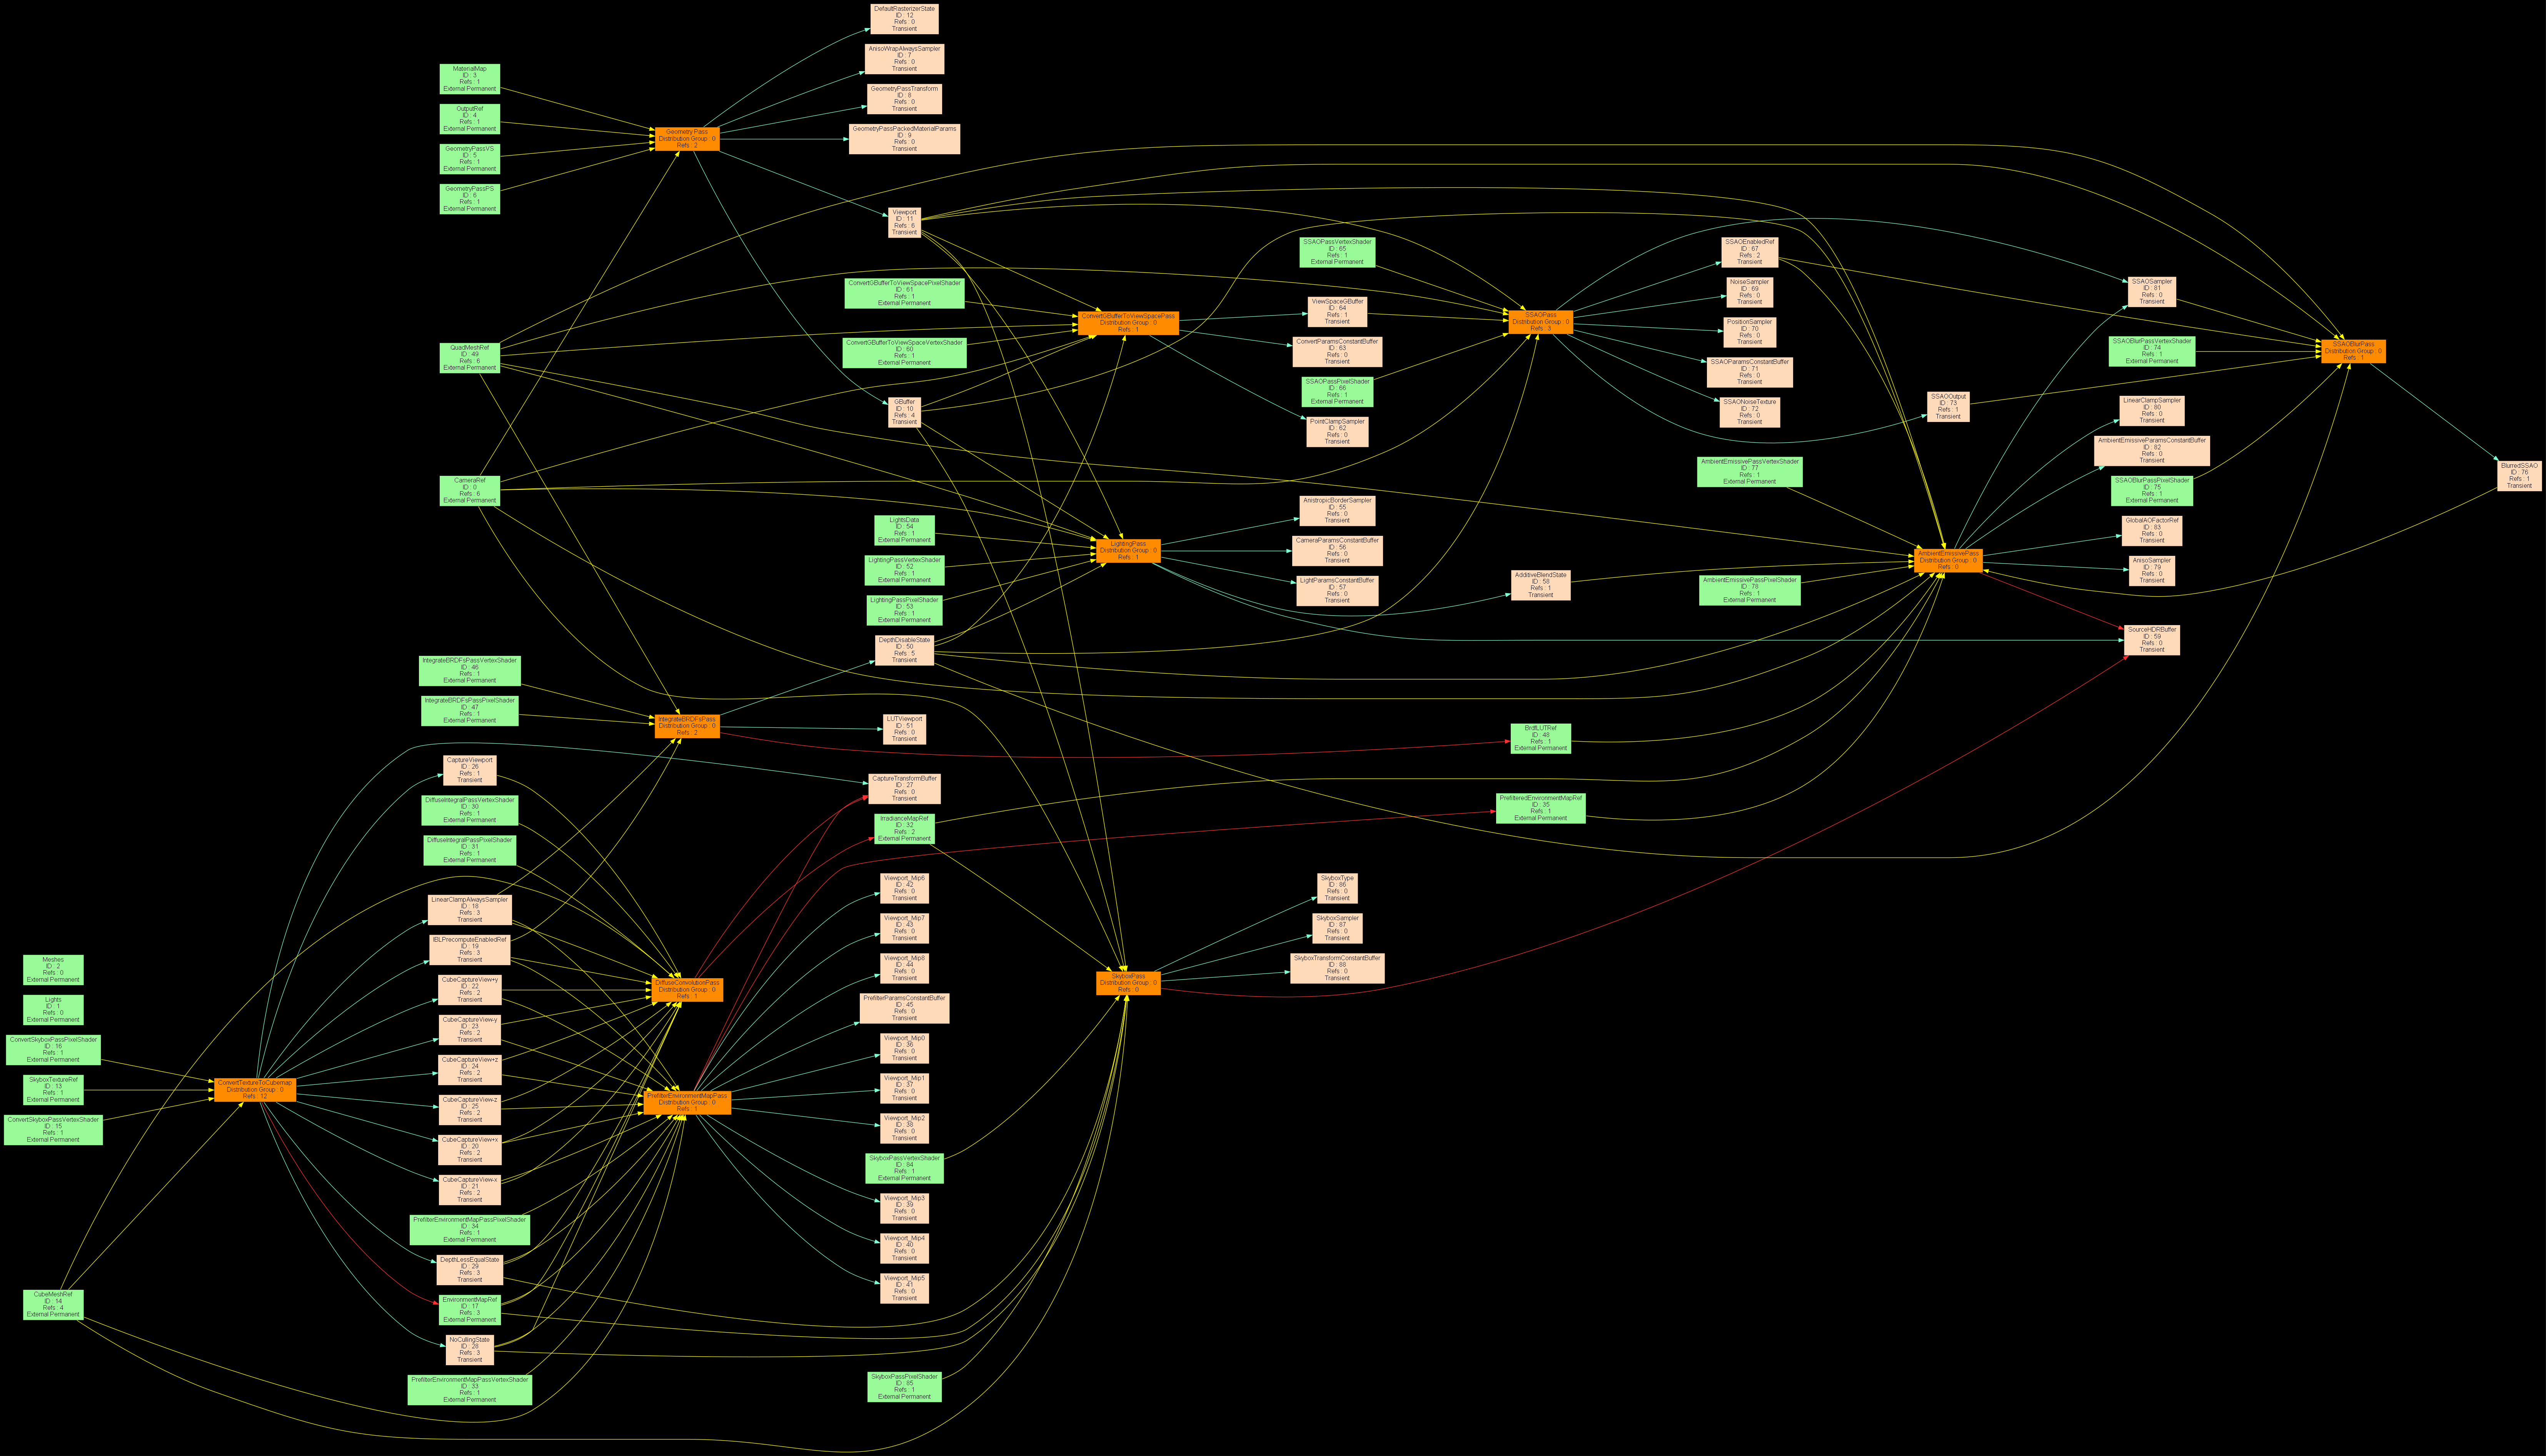 DefaultRasterizerState
ID : 12
Refs : 0
Transient
AnisoWrapAlwaysSampler
ID : 7
Refs : 0
Transient
GeometryPassTransform
ID : 8
Refs : 0
Transient
GeometryPassPackedMaterialParams
ID : 9
Refs : 0
Transient
MaterialMap
ID : 3
Refs : 1
External Permanent
OutputRef
ID : 4
Refs : 1
External Permanent
GeometryPassVS
ID : 5
Refs : 1
External Permanent
GeometryPassPS
ID : 6
Refs : 1
External Permanent
Geometry Pass
Distribution Group : 0
Refs : 2
Viewport
ID : 11
Refs : 6
Transient
ConvertGBufferToViewSpacePixelShader
ID : 61
Refs : 1
External Permanent
ConvertGBufferToViewSpaceVertexShader
ID : 60
Refs : 1
External Permanent
QuadMeshRef
ID : 49
Refs : 6
External Permanent
GBuffer
ID : 10
Refs : 4
Transient
CameraRef
ID : 0
Refs : 6
External Permanent
ConvertGBufferToViewSpacePass
Distribution Group : 0
Refs : 1
SSAOPassVertexShader
ID : 65
Refs : 1
External Permanent
ViewSpaceGBuffer
ID : 64
Refs : 1
Transient
ConvertParamsConstantBuffer
ID : 63
Refs : 0
Transient
SSAOPassPixelShader
ID : 66
Refs : 1
External Permanent
PointClampSampler
ID : 62
Refs : 0
Transient
SSAOPass
Distribution Group : 0
Refs : 3
SSAOEnabledRef
ID : 67
Refs : 2
Transient
NoiseSampler
ID : 69
Refs : 0
Transient
PositionSampler
ID : 70
Refs : 0
Transient
SSAOParamsConstantBuffer
ID : 71
Refs : 0
Transient
SSAONoiseTexture
ID : 72
Refs : 0
Transient
SSAOOutput
ID : 73
Refs : 1
Transient
SSAOSampler
ID : 81
Refs : 0
Transient
SSAOBlurPassVertexShader
ID : 74
Refs : 1
External Permanent
SSAOBlurPass
Distribution Group : 0
Refs : 1
LinearClampSampler
ID : 80
Refs : 0
Transient
AmbientEmissiveParamsConstantBuffer
ID : 82
Refs : 0
Transient
SSAOBlurPassPixelShader
ID : 75
Refs : 1
External Permanent
BlurredSSAO
ID : 76
Refs : 1
Transient
GlobalAOFactorRef
ID : 83
Refs : 0
Transient
AnisoSampler
ID : 79
Refs : 0
Transient
SourceHDRBuffer
ID : 59
Refs : 0
Transient
AmbientEmissivePassVertexShader
ID : 77
Refs : 1
External Permanent
AmbientEmissivePass
Distribution Group : 0
Refs : 0
AmbientEmissivePassPixelShader
ID : 78
Refs : 1
External Permanent
AdditiveBlendState
ID : 58
Refs : 1
Transient
AnistropicBorderSampler
ID : 55
Refs : 0
Transient
CameraParamsConstantBuffer
ID : 56
Refs : 0
Transient
LightParamsConstantBuffer
ID : 57
Refs : 0
Transient
LightingPass
Distribution Group : 0
Refs : 1
LightsData
ID : 54
Refs : 1
External Permanent
LightingPassVertexShader
ID : 52
Refs : 1
External Permanent
LightingPassPixelShader
ID : 53
Refs : 1
External Permanent
DepthDisableState
ID : 50
Refs : 5
Transient
IntegrateBRDFsPassVertexShader
ID : 46
Refs : 1
External Permanent
IntegrateBRDFsPassPixelShader
ID : 47
Refs : 1
External Permanent
IntegrateBRDFsPass
Distribution Group : 0
Refs : 2
LUTViewport
ID : 51
Refs : 0
Transient
BrdfLUTRef
ID : 48
Refs : 1
External Permanent
CaptureViewport
ID : 26
Refs : 1
Transient
CaptureTransformBuffer
ID : 27
Refs : 0
Transient
DiffuseIntegralPassVertexShader
ID : 30
Refs : 1
External Permanent
IrradianceMapRef
ID : 32
Refs : 2
External Permanent
PrefilteredEnvironmentMapRef
ID : 35
Refs : 1
External Permanent
DiffuseIntegralPassPixelShader
ID : 31
Refs : 1
External Permanent
LinearClampAlwaysSampler
ID : 18
Refs : 3
Transient
IBLPrecomputeEnabledRef
ID : 19
Refs : 3
Transient
CubeCaptureView+y
ID : 22
Refs : 2
Transient
CubeCaptureView-y
ID : 23
Refs : 2
Transient
CubeCaptureView+z
ID : 24
Refs : 2
Transient
CubeCaptureView-z
ID : 25
Refs : 2
Transient
CubeCaptureView+x
ID : 20
Refs : 2
Transient
CubeCaptureView-x
ID : 21
Refs : 2
Transient
PrefilterEnvironmentMapPassPixelShader
ID : 34
Refs : 1
External Permanent
DepthLessEqualState
ID : 29
Refs : 3
Transient
EnvironmentMapRef
ID : 17
Refs : 3
External Permanent
NoCullingState
ID : 28
Refs : 3
Transient
PrefilterEnvironmentMapPassVertexShader
ID : 33
Refs : 1
External Permanent
Meshes
ID : 2
Refs : 0
External Permanent
Lights
ID : 1
Refs : 0
External Permanent
ConvertSkyboxPassPixelShader
ID : 16
Refs : 1
External Permanent
SkyboxTextureRef
ID : 13
Refs : 1
External Permanent
ConvertSkyboxPassVertexShader
ID : 15
Refs : 1
External Permanent
CubeMeshRef
ID : 14
Refs : 4
External Permanent
ConvertTextureToCubemap
Distribution Group : 0
Refs : 12
DiffuseConvolutionPass
Distribution Group : 0
Refs : 1
PrefilterEnvironmentMapPass
Distribution Group : 0
Refs : 1
Viewport_Mip6
ID : 42
Refs : 0
Transient
Viewport_Mip7
ID : 43
Refs : 0
Transient
Viewport_Mip8
ID : 44
Refs : 0
Transient
PrefilterParamsConstantBuffer
ID : 45
Refs : 0
Transient
Viewport_Mip0
ID : 36
Refs : 0
Transient
Viewport_Mip1
ID : 37
Refs : 0
Transient
Viewport_Mip2
ID : 38
Refs : 0
Transient
SkyboxPassVertexShader
ID : 84
Refs : 1
External Permanent
Viewport_Mip3
ID : 39
Refs : 0
Transient
Viewport_Mip4
ID : 40
Refs : 0
Transient
Viewport_Mip5
ID : 41
Refs : 0
Transient
SkyboxPassPixelShader
ID : 85
Refs : 1
External Permanent
SkyboxPass
Distribution Group : 0
Refs : 0
SkyboxType
ID : 86
Refs : 0
Transient
SkyboxSampler
ID : 87
Refs : 0
Transient
SkyboxTransformConstantBuffer
ID : 88
Refs : 0
Transient